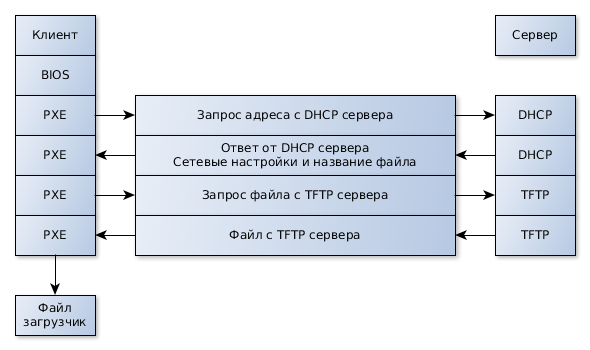 Клиент
Сервер
BIOS
PXE
Запрос адреса с DHCP сервера
DHCP
PXE
Ответ от DHCP сервера
Сетевые настройки и название файла
DHCP
PXE
Запрос файла с TFTP сервера
TFTP
PXE
Файл с TFTP сервера
TFTP
Файл
загрузчик